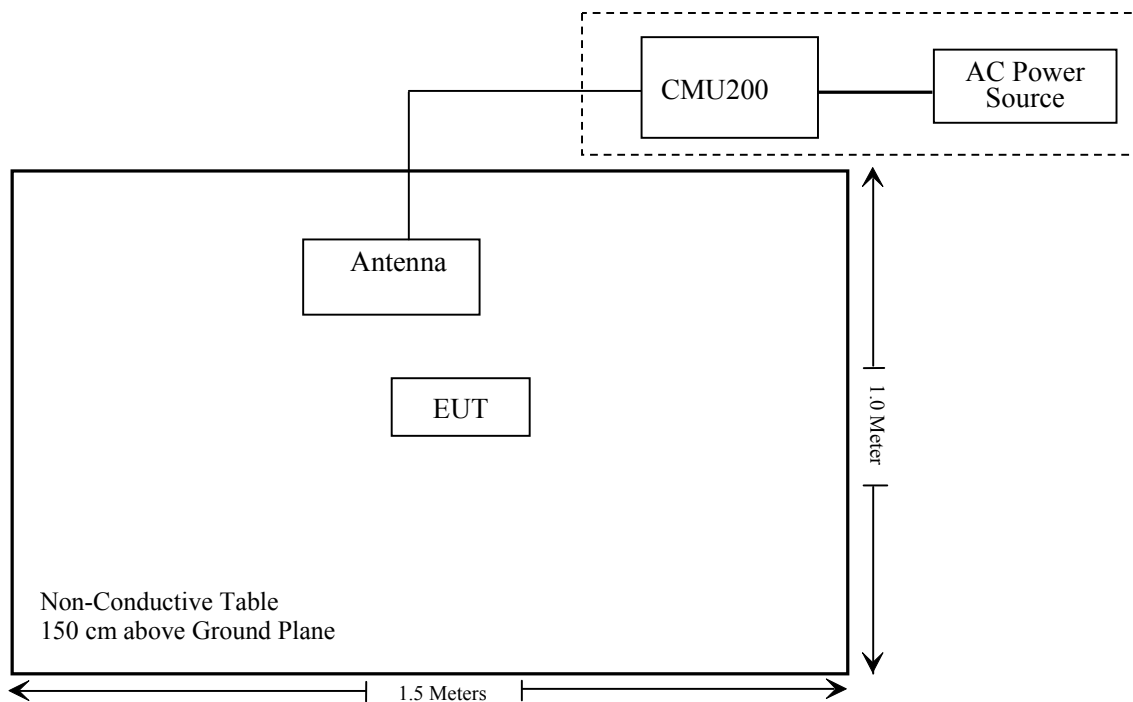 CMU200
AC Power
Source
Antenna
EUT
1.0 Meter
Non-Conductive Table
150 cm above Ground Plane
1.5 Meters